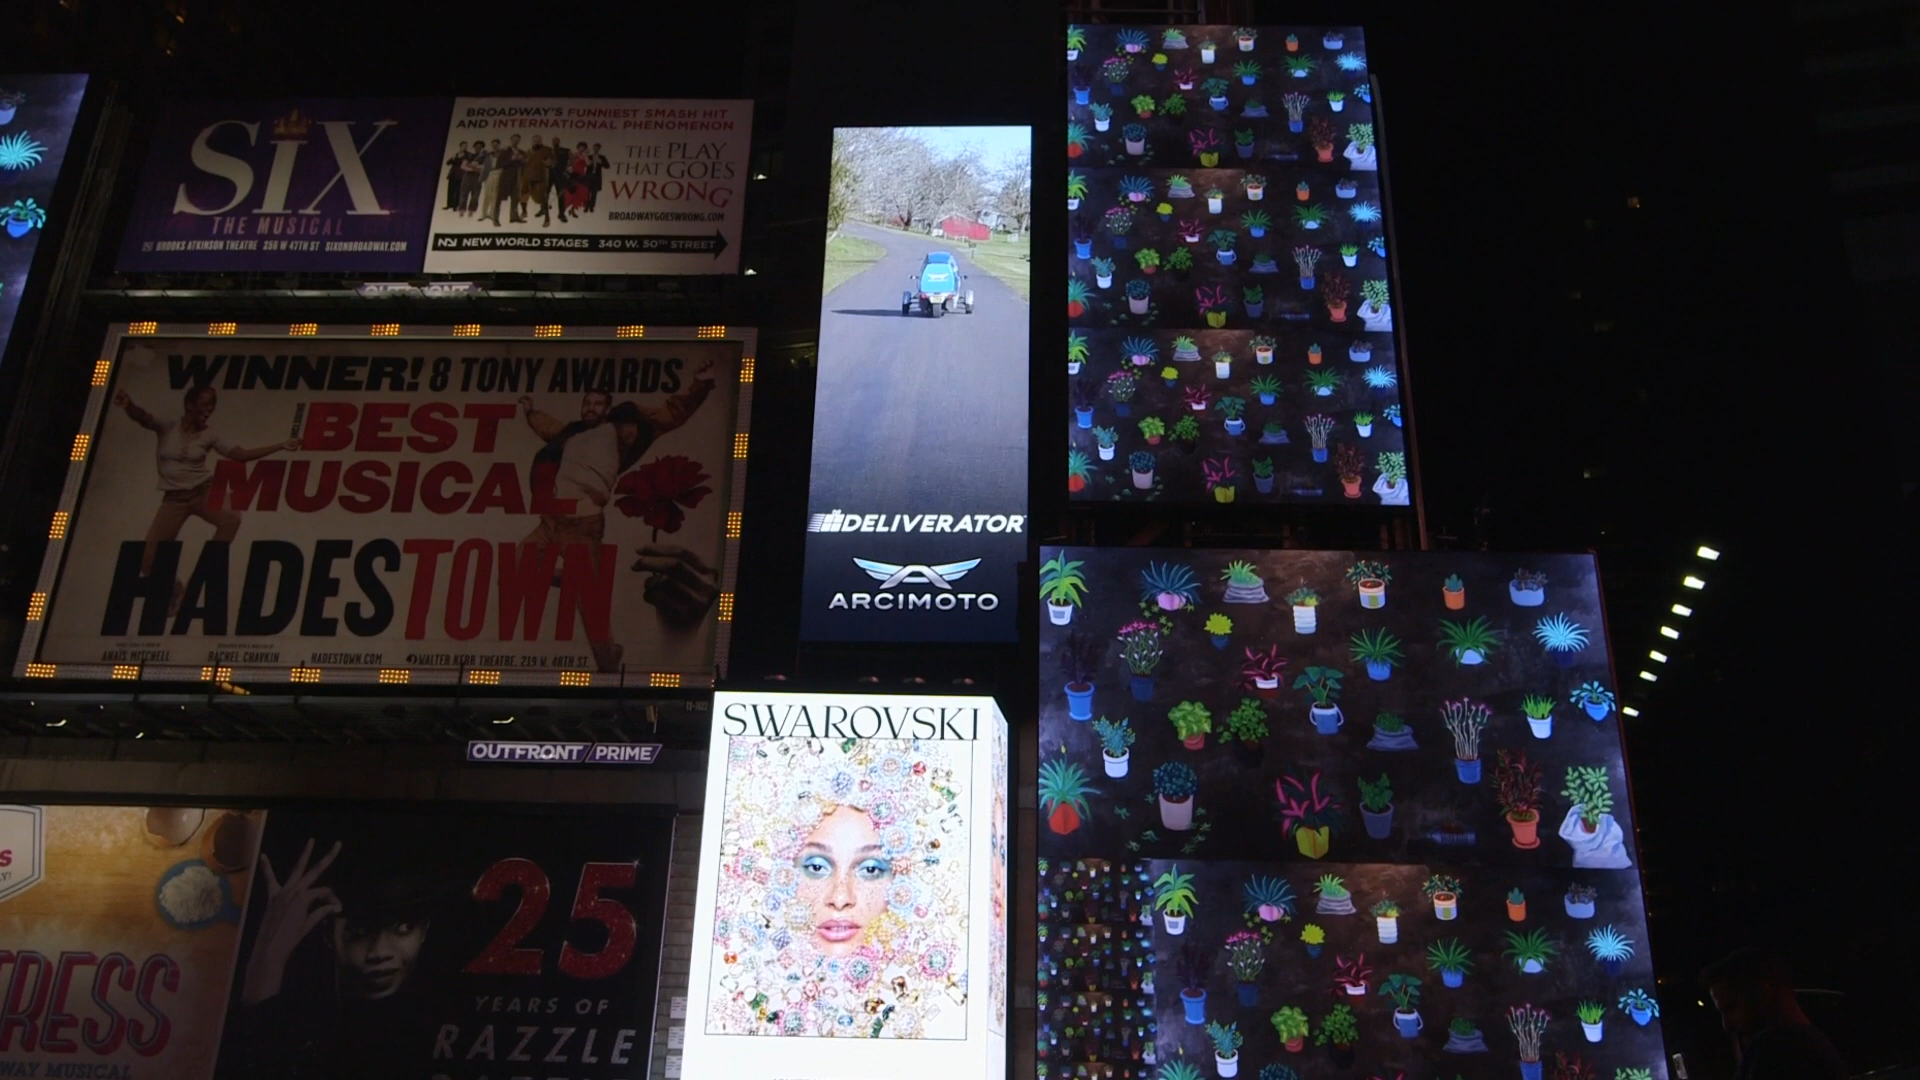 SIX
THE MUSICAL
BROOKS ATKINSON THEATRE 256 W 47TH ST SIXONBROADWAY.COM
BROADWAY'S FUNNIEST SMASH HIT
AND INTERNATIONAL PHENOMENON
THE PLAY
THAT GOES
WRONG
BROADWAYGOESWRONG.COM
NEW WORLD STAGES 340 W. 50TH STREET
OUTFRONT
WINNER! 8 TONY AWARDS
BEST
MUSICAL
HADESTOWN
ANAÏS MITCHELL RACHEL CHAVKIN HADESTOWN.COM WALTER KERR THEATRE, 219 W. 48TH ST.
OUTFRONT PRIME
DELIVERATOR
ARCIMOTO
SWAROVSKI
RESS
WAY MUSICAL
25
YEARS OF
RAZZLE